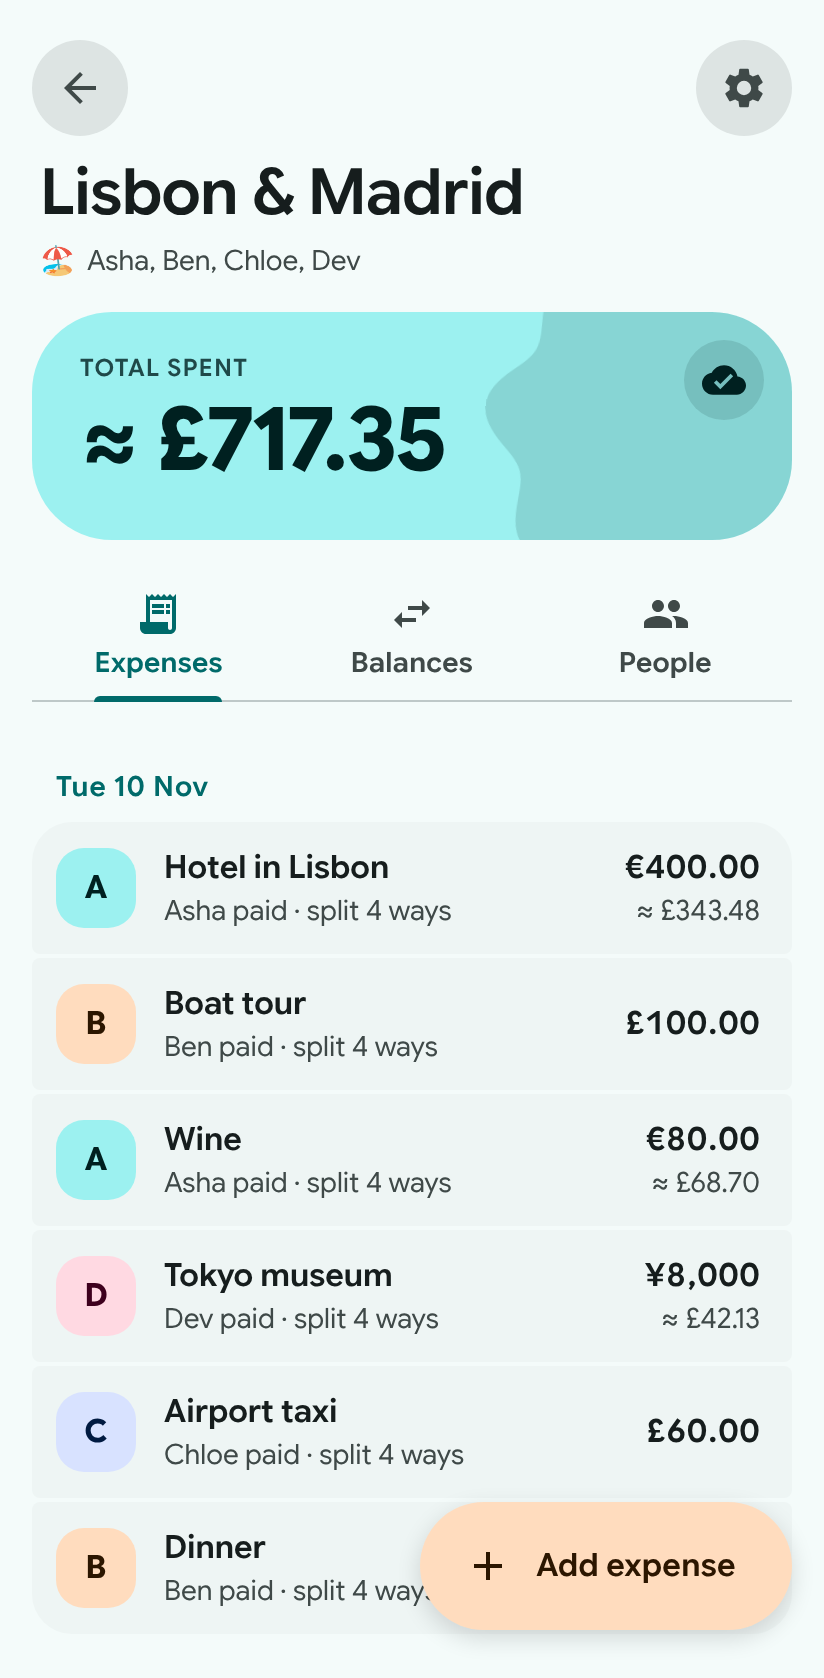 Lisbon & Madrid
Asha, Ben, Chloe, Dev
TOTAL SPENT
≈ £717.35
Expenses
Balances
People
Tue 10 Nov
A
Hotel in Lisbon
€400.00
Asha paid · split 4 ways
≈ £343.48
B
Boat tour
£100.00
Ben paid · split 4 ways
A
Wine
€80.00
Asha paid · split 4 ways
≈ £68.70
D
Tokyo museum
¥8,000
Dev paid · split 4 ways
≈ £42.13
C
Airport taxi
£60.00
Chloe paid · split 4 ways
B
Dinner
Ben paid · split 4 ways
Add expense